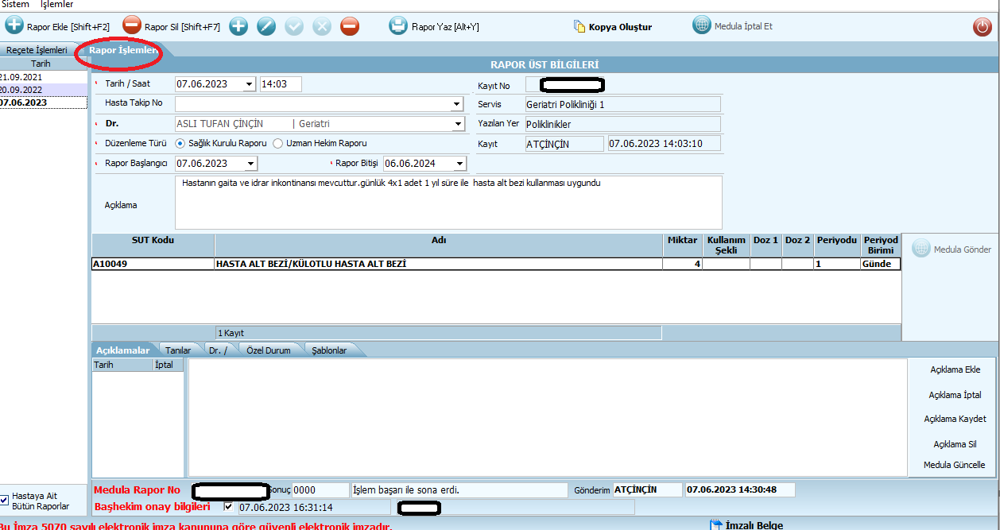 Sistem İşlemler
Rapor Ekle [Shift+F2] Rapor Sil [Shift+F7] Rapor Yaz [Alt+Y] Kopya Oluştur Medula İptal Et
Reçete İşlemleri Rapor İşlemleri
Tarih
21.09.2021
20.09.2022
07.06.2023
RAPOR ÜST BİLGİLERİ
Tarih / Saat 07.06.2023 14:03 Kayıt No
Hasta Takip No Servis Geriatri Polikliniği 1
Dr. ASLI TUFAN ÇİNÇİN | Geriatri Yazılan Yer Poliklinikler
Düzenleme Türü Sağlık Kurulu Raporu Uzman Hekim Raporu Kayıt ATÇİNÇİN 07.06.2023 14:03:10
Rapor Başlangıcı 07.06.2023 Rapor Bitişi 06.06.2024
Açıklama Hastanın gaita ve idrar inkontinansı mevcuttur.günlük 4x1 adet 1 yıl süre ile hasta alt bezi kullanması uygundu
SUT Kodu Adı Miktar Kullanım Şekli Doz 1 Doz 2 Periyodu Periyod Birimi
A10049 HASTA ALT BEZİ/KÜLOTLU HASTA ALT BEZİ 4 1 Günde
Medula Gönder
1 Kayıt
Açıklamalar Tanılar Dr. / Özel Durum Şablonlar
Tarih İptal
Açıklama Ekle
Açıklama İptal
Açıklama Kaydet
Açıklama Sil
Medula Güncelle
Hastaya Ait
Bütün Raporlar
Medula Rapor No Sonuç 0000 İşlem başarı ile sona erdi. Gönderim ATÇİNÇİN 07.06.2023 14:30:48
Başhekim onay bilgileri 07.06.2023 16:31:14
Bu İmza 5070 sayılı elektronik imza kanununa göre güvenli elektronik imzadır. İmzalı Belge